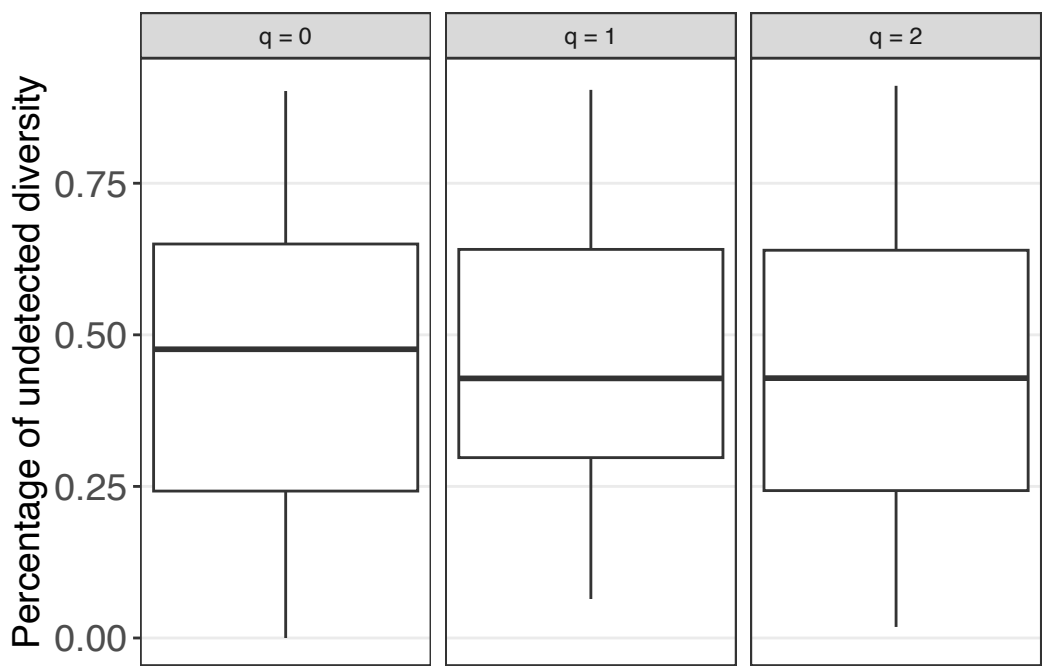 q = 0
q = 1
q = 2
Percentage of undetected diversity
0.75
0.50
0.25
0.00